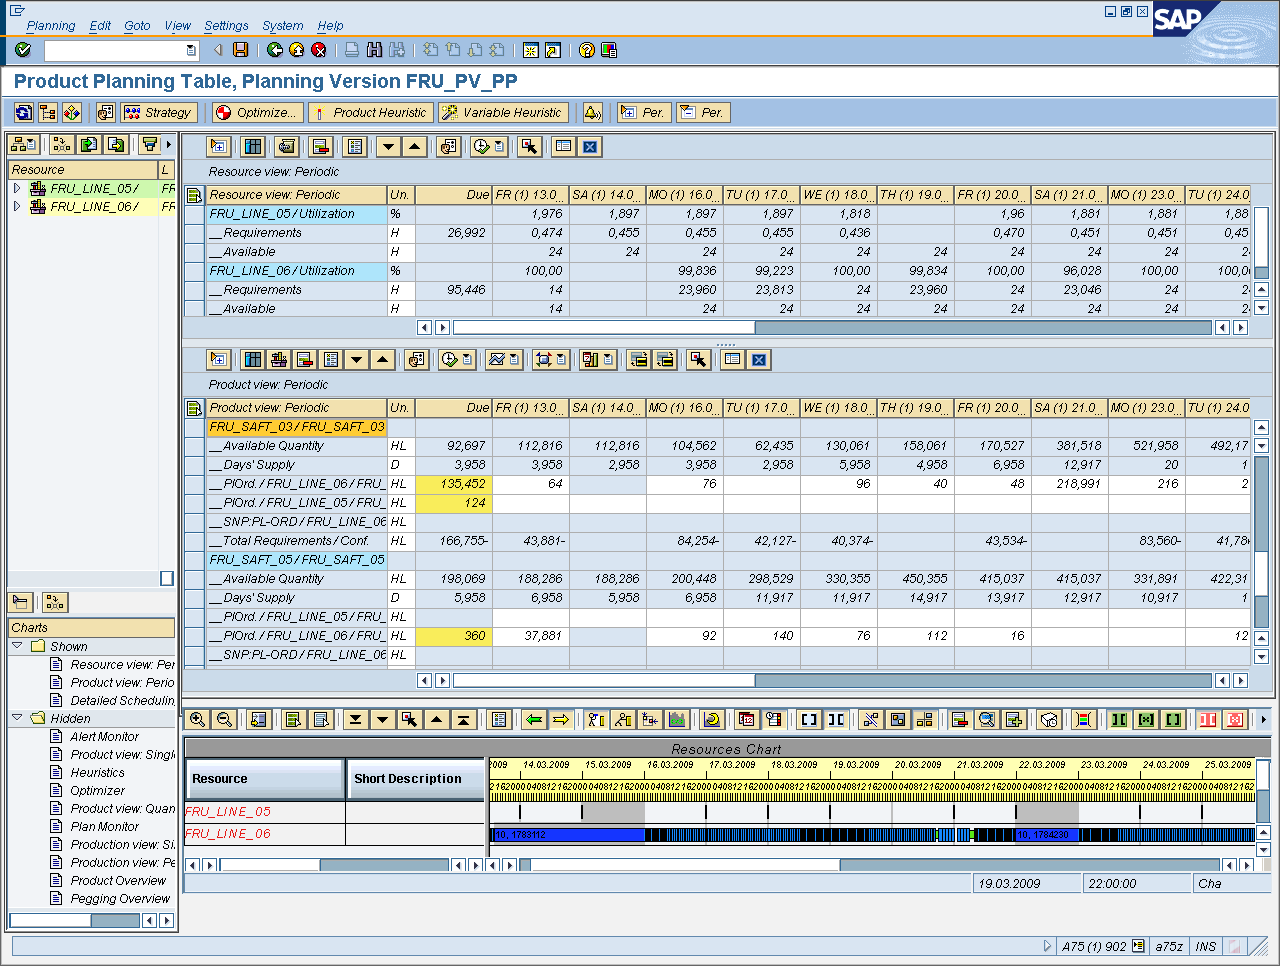 Planning Edit Goto View Settings System Help
SAP
Product Planning Table, Planning Version FRU_PV_PP
Strategy Optimize... Product Heuristic Variable Heuristic Per. Per.
Resource L
FRU_LINE_05 / FR
FRU_LINE_06 / FR
Resource view: Periodic
Resource view: Periodic Un. Due FR (1) 13.0... SA (1) 14.0... MO (1) 16.0... TU (1) 17.0... WE (1) 18.0... TH (1) 19.0... FR (1) 20.0... SA (1) 21.0... MO (1) 23.0... TU (1) 24.0
FRU_LINE_05 / Utilization % 1,976 1,897 1,897 1,897 1,818 1,96 1,881 1,881 1,88
__Requirements H 26,992 0,474 0,455 0,455 0,455 0,436 0,470 0,451 0,451 0,45
__Available H 24 24 24 24 24 24 24 24 24 24
FRU_LINE_06 / Utilization % 100,00 99,836 99,223 100,00 99,834 100,00 96,028 100,00 100,0
__Requirements H 95,446 14 23,960 23,813 24 23,960 24 23,046 24 2
__Available H 14 24 24 24 24 24 24 24 2
Product view: Periodic
Product view: Periodic Un. Due FR (1) 13.0... SA (1) 14.0... MO (1) 16.0... TU (1) 17.0... WE (1) 18.0... TH (1) 19.0... FR (1) 20.0... SA (1) 21.0... MO (1) 23.0... TU (1) 24.0
FRU_SAFT_03 / FRU_SAFT_03
__Available Quantity HL 92,697 112,816 112,816 104,562 62,435 130,061 158,061 170,527 381,518 521,958 492,17
__Days' Supply D 3,958 3,958 2,958 3,958 2,958 5,958 4,958 6,958 12,917 20 1
__PlOrd. / FRU_LINE_06 / FRU_ HL 135,452 64 76 96 40 48 218,991 216 2
__PlOrd. / FRU_LINE_05 / FRU_ HL 124
__SNP:PL-ORD / FRU_LINE_06 HL
__Total Requirements / Conf. HL 166,755- 43,881- 84,254- 42,127- 40,374- 43,534- 83,560- 41,78
FRU_SAFT_05 / FRU_SAFT_05
__Available Quantity HL 198,069 188,286 188,286 200,448 298,529 330,355 450,355 415,037 415,037 331,891 422,31
__Days' Supply D 5,958 6,958 5,958 6,958 11,917 11,917 14,917 13,917 12,917 10,917 1
__PlOrd. / FRU_LINE_05 / FRU_ HL
__PlOrd. / FRU_LINE_06 / FRU_ HL 360 37,881 92 140 76 112 16 12
__SNP:PL-ORD / FRU_LINE_06 HL
Charts
Shown
Resource view: Per
Product view: Perio
Detailed Schedulin
Hidden
Alert Monitor
Product view: Singl
Heuristics
Optimizer
Product view: Quan
Plan Monitor
Production view: Si
Production view: Pe
Product Overview
Pegging Overview
Resources Chart
Resource Short Description
2009 14.03.2009 15.03.2009 16.03.2009 17.03.2009 18.03.2009 19.03.2009 20.03.2009 21.03.2009 22.03.2009 23.03.2009 24.03.2009 25.03.2009
FRU_LINE_05
FRU_LINE_06 10, 1783112 10, 1784230
19.03.2009 22:00:00 Cha
A75 (1) 902 a75z INS